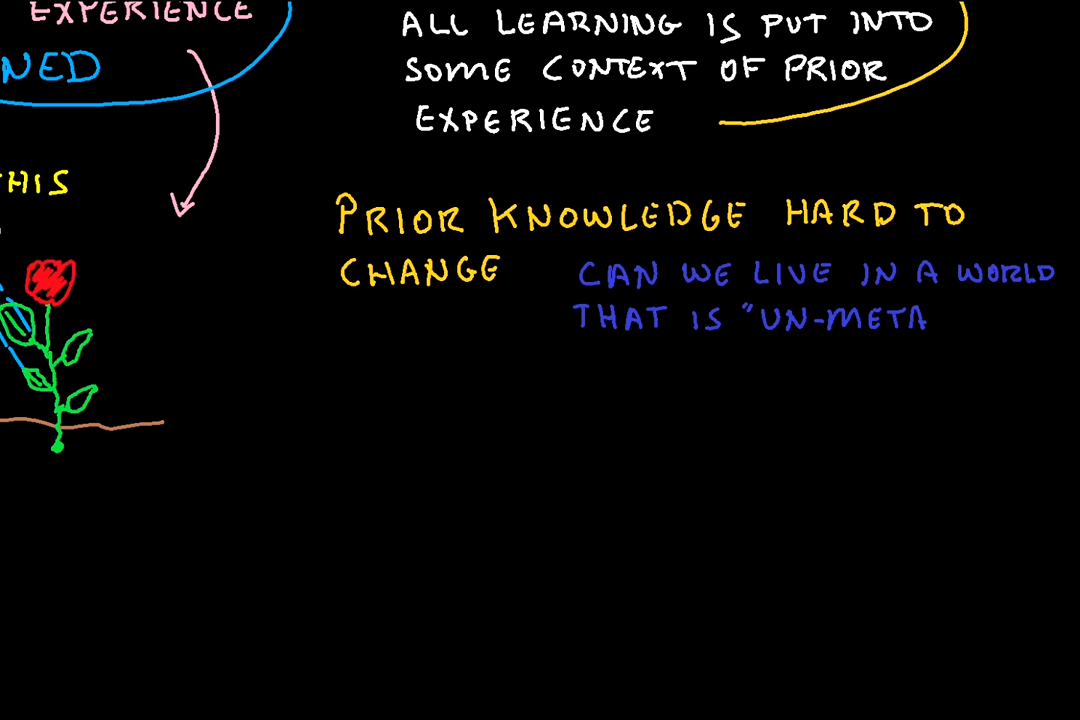 EXPERIENCE
NED
HIS
ALL LEARNING IS PUT INTO
SOME CONTEXT OF PRIOR
EXPERIENCE
PRIOR KNOWLEDGE HARD TO
CHANGE
CAN WE LIVE IN A WORLD
THAT IS "UN-META